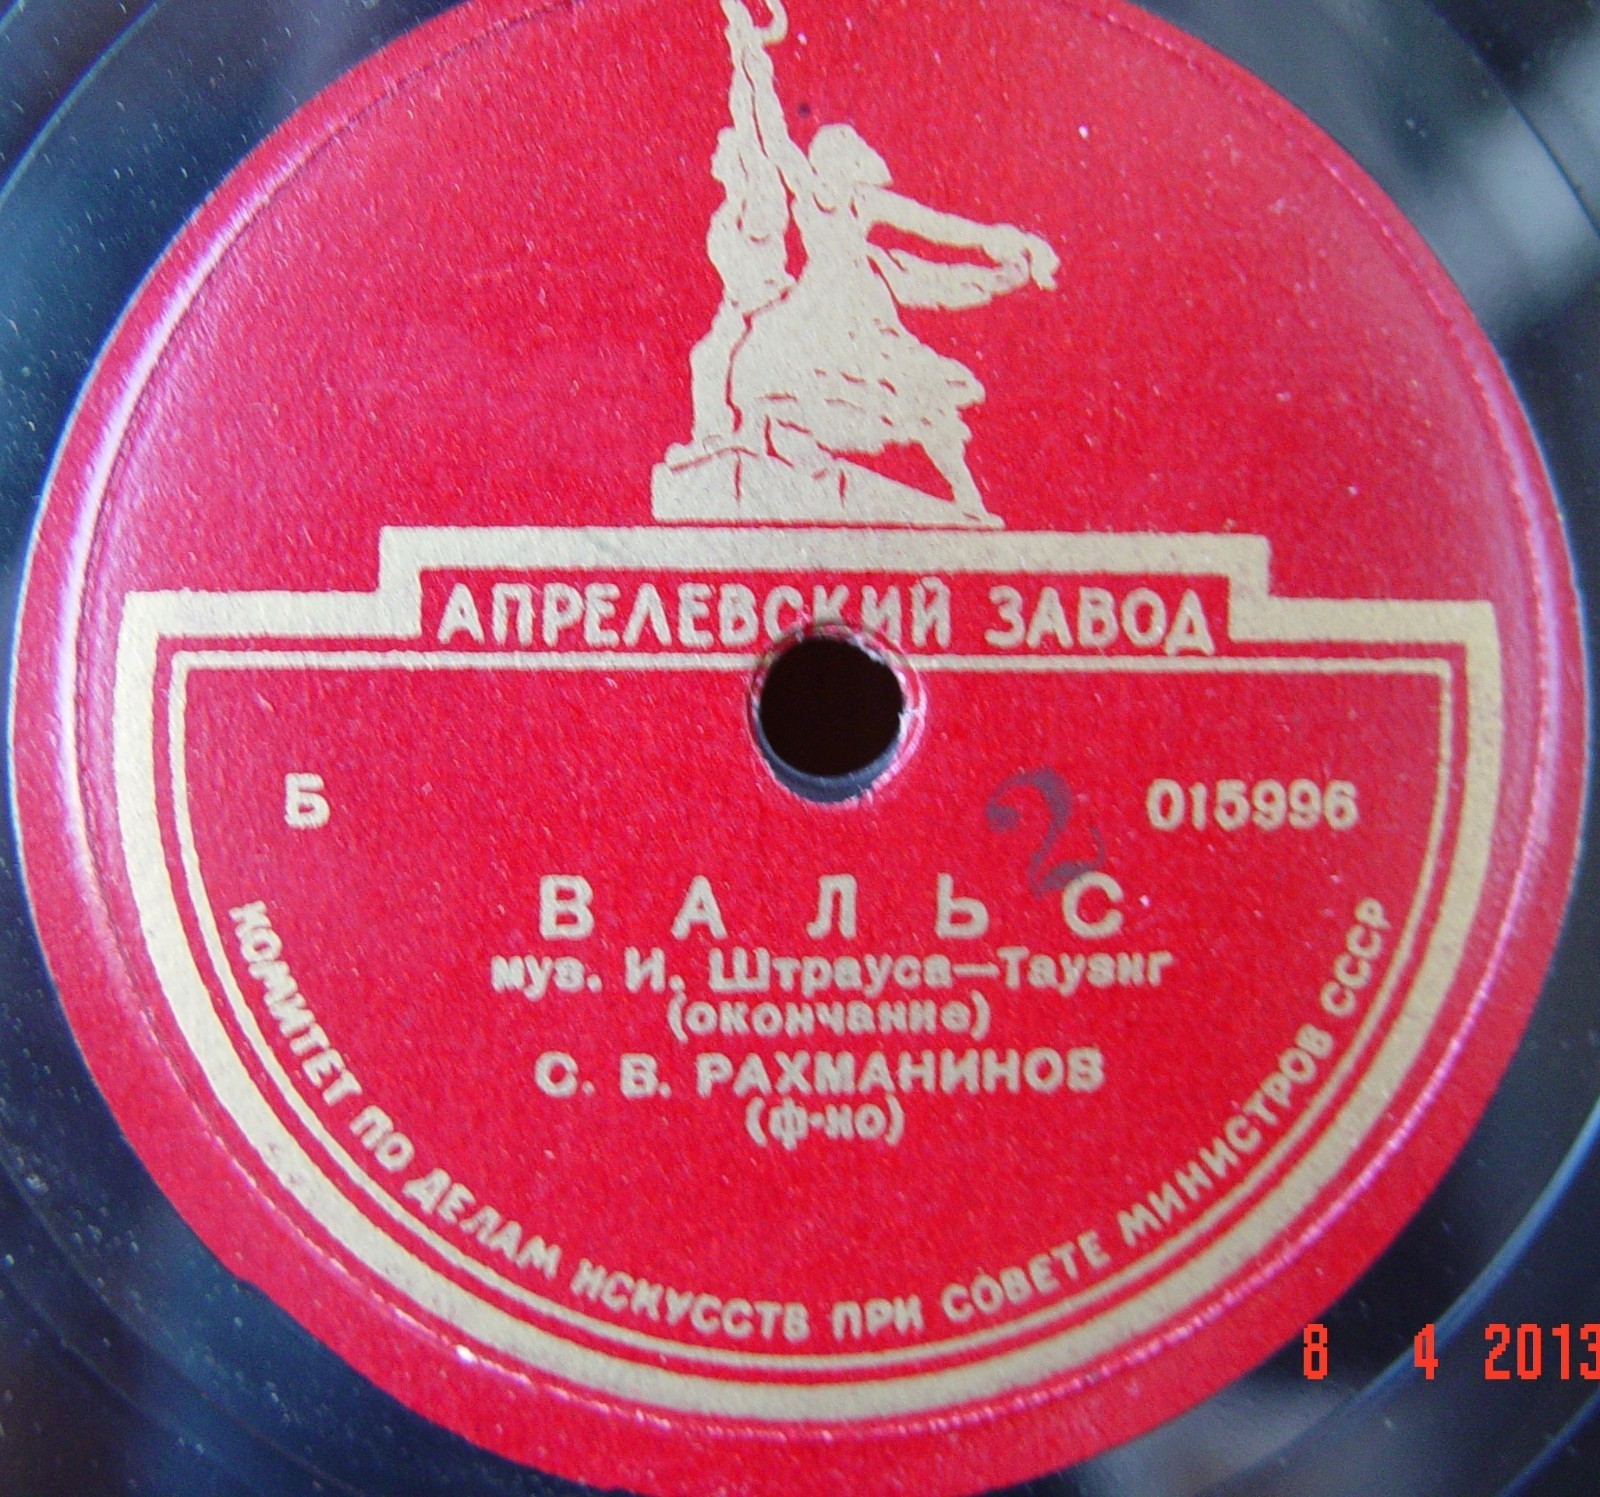 АПРЕЛЕВСКИЙ ЗАВОД
Б 015996
2
ВАЛЬС
муз. И. Штрауса—Таузиг
(окончание)
С. В. РАХМАНИНОВ
(ф-но)
КОМИТЕТ ПО ДЕЛАМ ИСКУССТВ ПРИ СОВЕТЕ МИНИСТРОВ СССР
8 4 2013